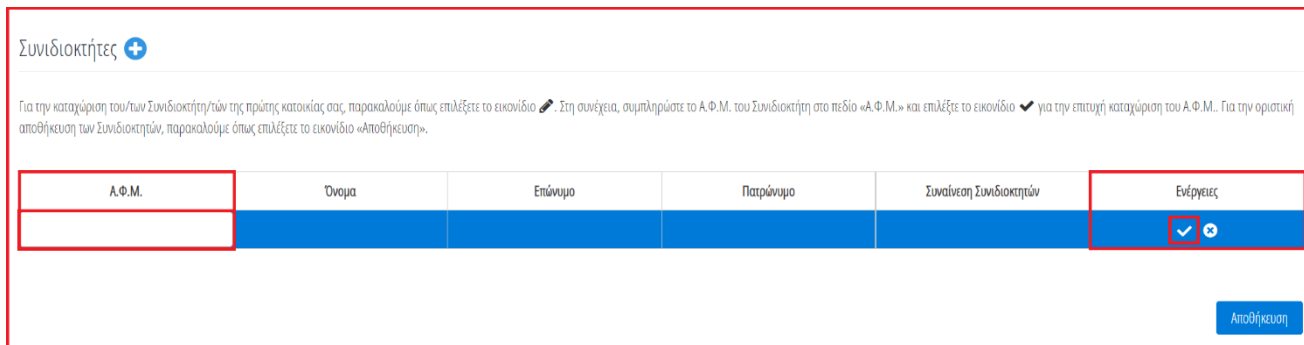 Συνιδιοκτήτες
Για την καταχώριση του/των Συνιδιοκτήτη/τών της πρώτης κατοικίας σας, παρακαλούμε όπως επιλέξετε το εικονίδιο . Στη συνέχεια, συμπληρώστε το Α.Φ.Μ. του Συνιδιοκτήτη στο πεδίο «Α.Φ.Μ.» και επιλέξτε το εικονίδιο ✔ για την επιτυχή καταχώριση του Α.Φ.Μ.. Για την οριστική
αποθήκευση των Συνιδιοκτητών, παρακαλούμε όπως επιλέξετε το εικονίδιο «Αποθήκευση».
Α.Φ.Μ. Όνομα Επώνυμο Πατρώνυμο Συναίνεση Συνιδιοκτητών Ενέργειες
Αποθήκευση